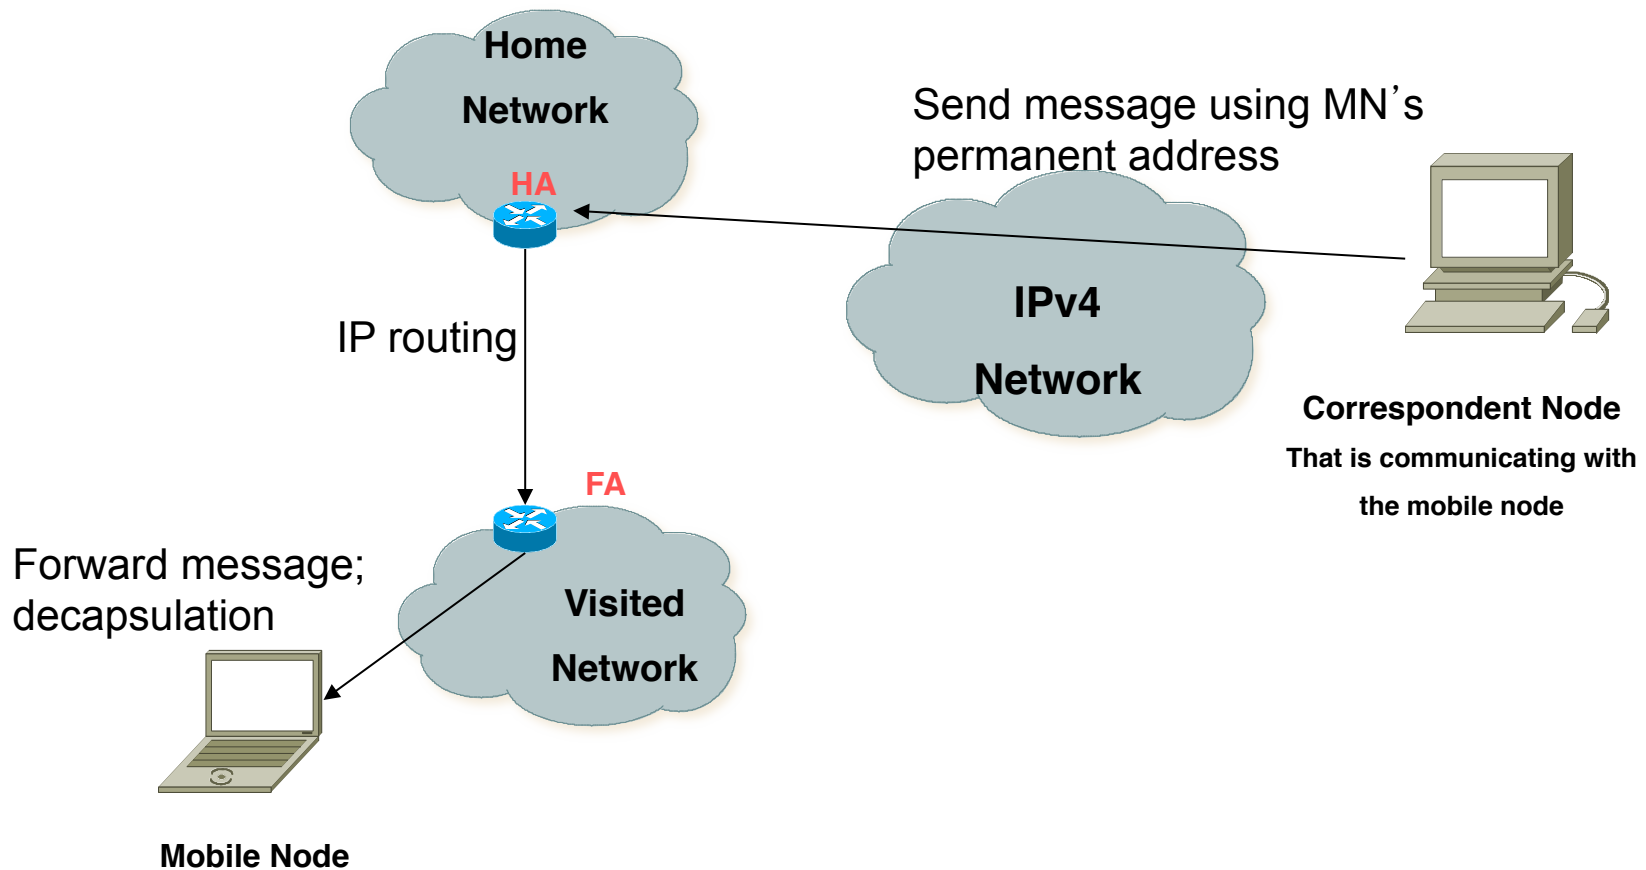 Home
Network
HA
Send message using MN’s
permanent address
IPv4
Network
IP routing
Correspondent Node
That is communicating with
the mobile node
FA
Forward message;
decapsulation
Visited
Network
Mobile Node